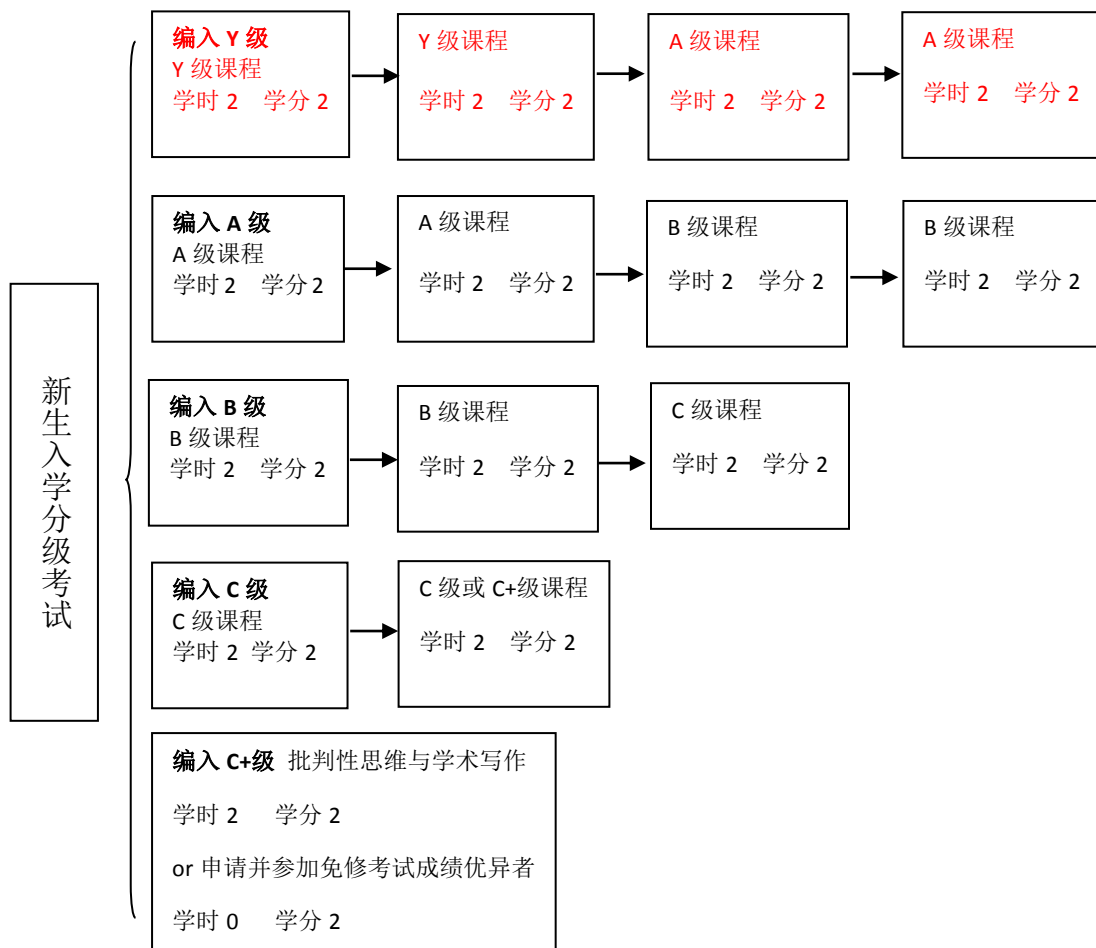 新生入学分级考试
编入 Y 级
Y 级课程
学时 2 学分 2
Y 级课程
学时 2 学分 2
A 级课程
学时 2 学分 2
A 级课程
学时 2 学分 2
编入 A 级
A 级课程
学时 2 学分 2
A 级课程
学时 2 学分 2
B 级课程
学时 2 学分 2
B 级课程
学时 2 学分 2
编入 B 级
B 级课程
学时 2 学分 2
B 级课程
学时 2 学分 2
C 级课程
学时 2 学分 2
编入 C 级
C 级课程
学时 2 学分 2
C 级或 C+级课程
学时 2 学分 2
编入 C+级 批判性思维与学术写作
学时 2 学分 2
or 申请并参加免修考试成绩优异者
学时 0 学分 2